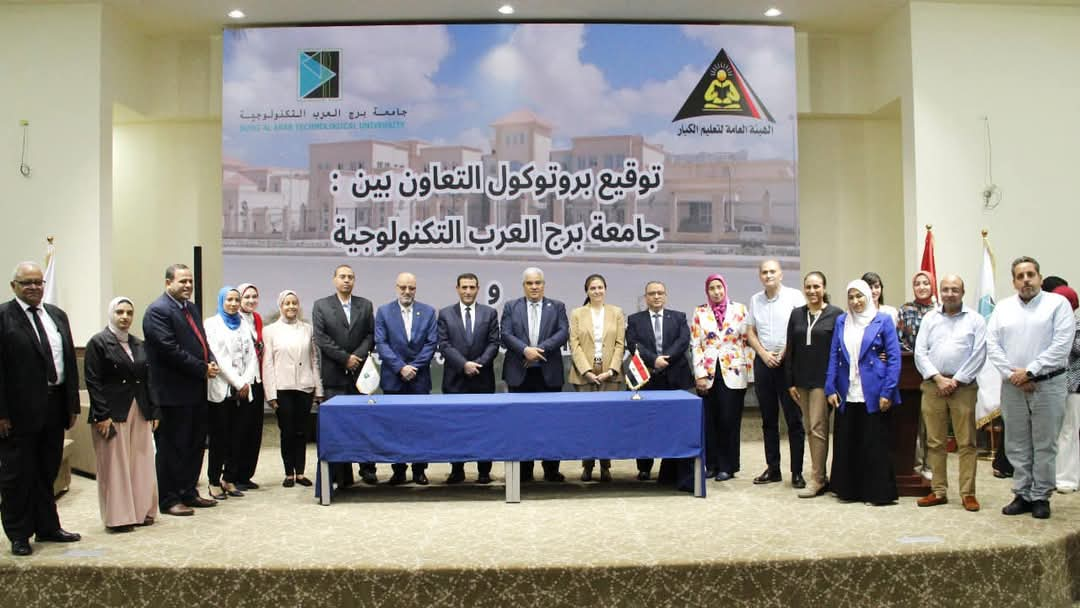 جامعة برج العرب التكنولوجية
BORG AL ARAB TECHNOLOGICAL UNIVERSITY
الهيئة العامة لتعليم الكبار
توقيع بروتوكول التعاون بين :
جامعة برج العرب التكنولوجية
و